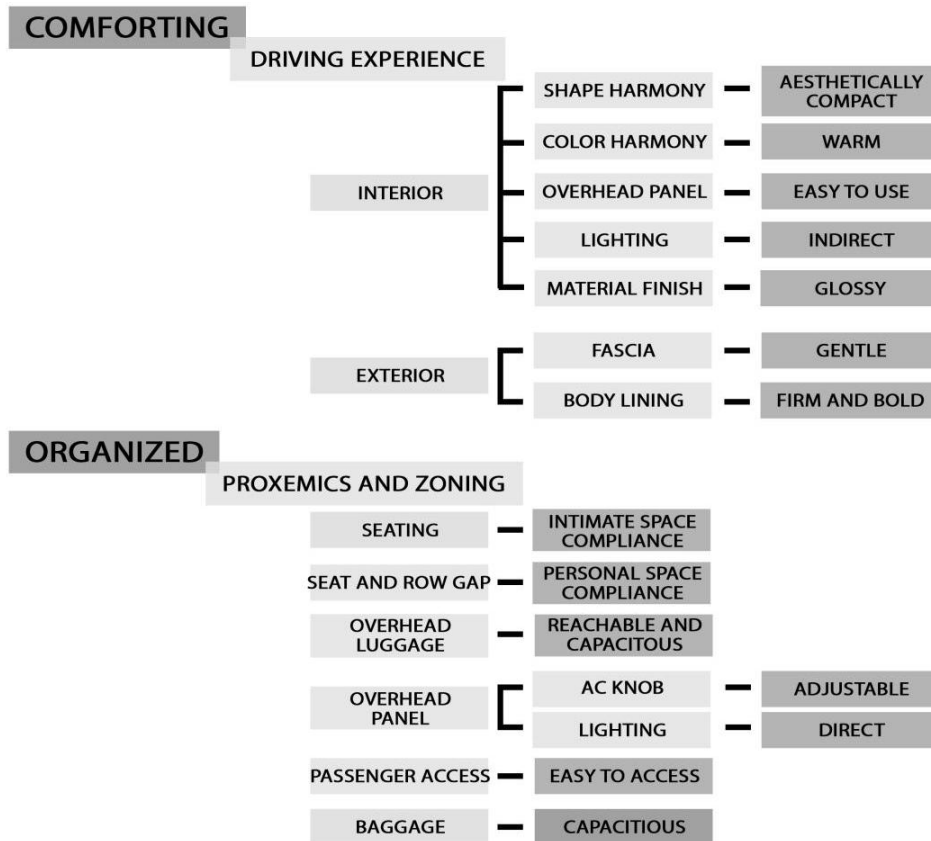 COMFORTING
DRIVING EXPERIENCE
INTERIOR
SHAPE HARMONY
AESTHETICALLY
COMPACT
COLOR HARMONY
WARM
OVERHEAD PANEL
EASY TO USE
LIGHTING
INDIRECT
MATERIAL FINISH
GLOSSY
EXTERIOR
FASCIA
GENTLE
BODY LINING
FIRM AND BOLD
ORGANIZED
PROXEMICS AND ZONING
SEATING
INTIMATE SPACE
COMPLIANCE
SEAT AND ROW GAP
PERSONAL SPACE
COMPLIANCE
OVERHEAD
LUGGAGE
REACHABLE AND
CAPACITOUS
OVERHEAD
PANEL
AC KNOB
ADJUSTABLE
LIGHTING
DIRECT
PASSENGER ACCESS
EASY TO ACCESS
BAGGAGE
CAPACITIOUS